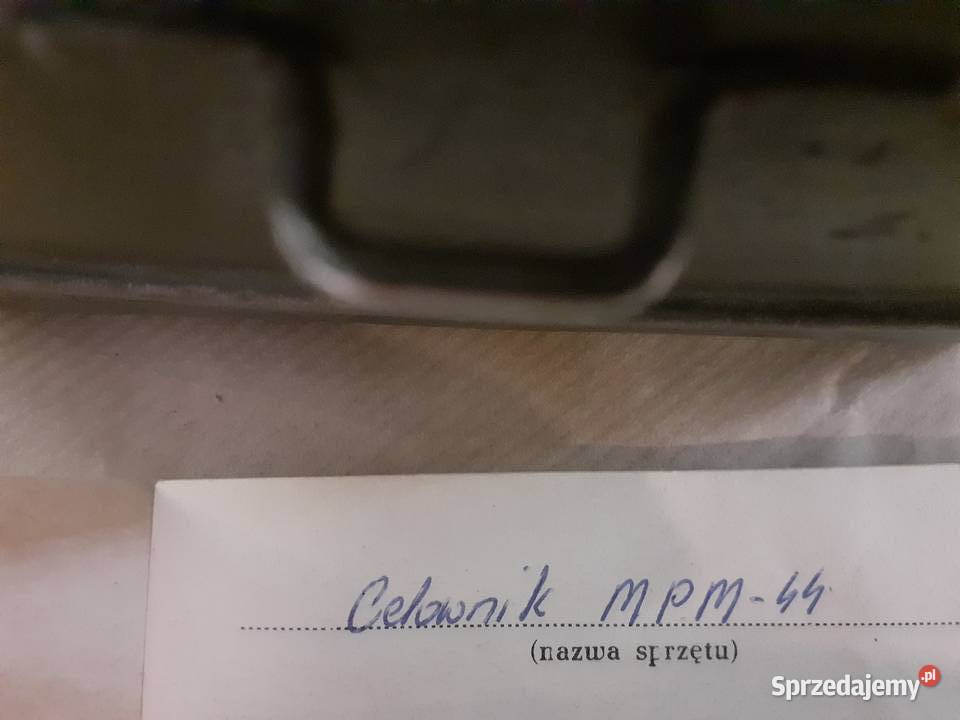 Celownik MPM-44
(nazwa sprzętu)
Sprzedajemy.pl